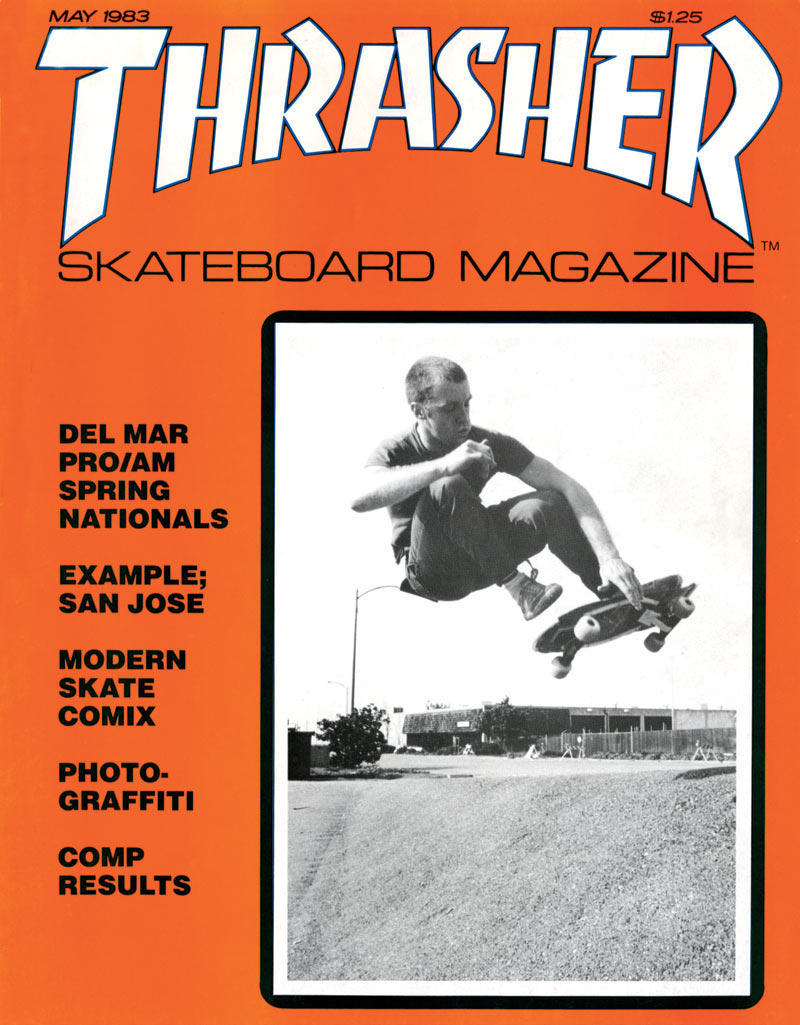 MAY 1983
$1.25
THRASHER
TM
SKATEBOARD MAGAZINE
DEL MAR
PRO/AM
SPRING
NATIONALS
EXAMPLE;
SAN JOSE
MODERN
SKATE
COMIX
PHOTO-
GRAFFITI
COMP
RESULTS